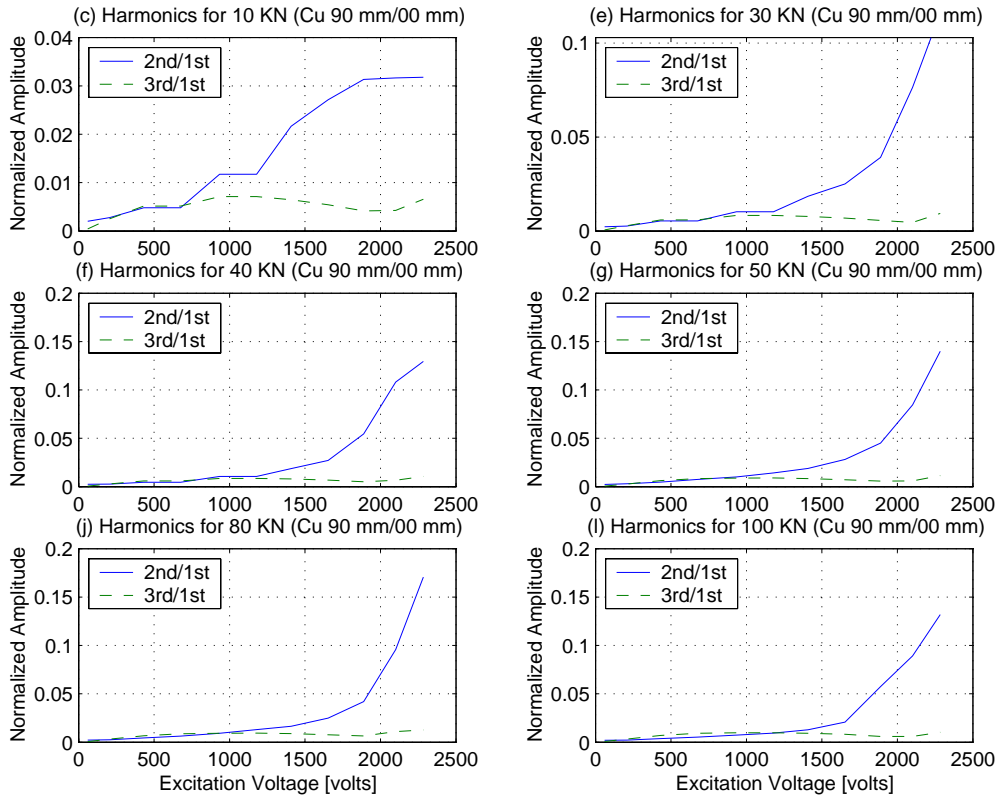 (c) Harmonics for 10 KN (Cu 90 mm/00 mm)
Normalized Amplitude
0.04
0.03
0.02
0.01
0
2nd/1st
3rd/1st
0 500 1000 1500 2000 2500
(e) Harmonics for 30 KN (Cu 90 mm/00 mm)
Normalized Amplitude
0.1
0.05
0
2nd/1st
3rd/1st
0 500 1000 1500 2000 2500
(f) Harmonics for 40 KN (Cu 90 mm/00 mm)
Normalized Amplitude
0.2
0.15
0.1
0.05
0
2nd/1st
3rd/1st
0 500 1000 1500 2000 2500
(g) Harmonics for 50 KN (Cu 90 mm/00 mm)
Normalized Amplitude
0.2
0.15
0.1
0.05
0
2nd/1st
3rd/1st
0 500 1000 1500 2000 2500
(j) Harmonics for 80 KN (Cu 90 mm/00 mm)
Normalized Amplitude
0.2
0.15
0.1
0.05
0
2nd/1st
3rd/1st
0 500 1000 1500 2000 2500
Excitation Voltage [volts]
(l) Harmonics for 100 KN (Cu 90 mm/00 mm)
Normalized Amplitude
0.2
0.15
0.1
0.05
0
2nd/1st
3rd/1st
0 500 1000 1500 2000 2500
Excitation Voltage [volts]